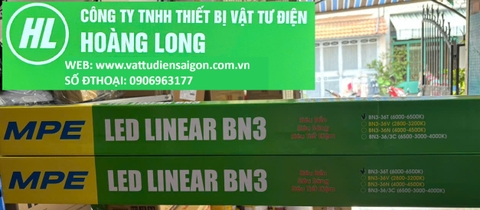 HL
CÔNG TY TNHH THIẾT BỊ VẬT TƯ ĐIỆN
HOÀNG LONG
WEB: www.vattudiensaigon.com.vn
SỐ ĐTHOẠI: 0906963177
MPE LED LINEAR BN3
BN3-36T (6000-6500K)
BN3-36V (2800-3200K)
BN3-36N (4000-4500K)
BN3-36/3C (6500-3000-4000K)
MPE LED LINEAR BN3
BN3-36T (6000-6500K)
BN3-36V (2800-3200K)
BN3-36N (4000-4500K)
BN3-36/3C (6500-3000-4000K)